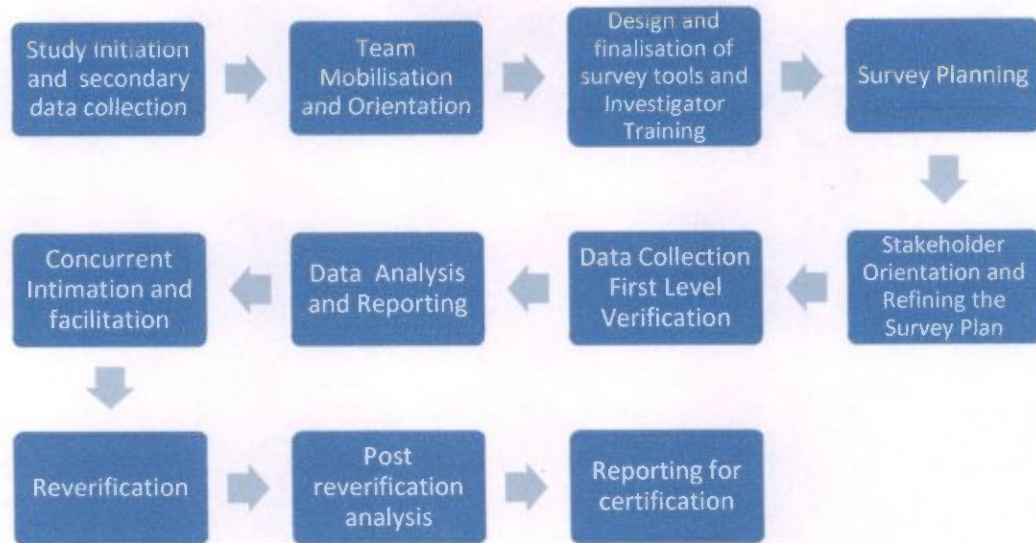 Study Initiation
and secondary
data collection
Team
Mobilisation
and Orientation
Design and
finalisation of
survey tools and
Investigator
Training
Survey Planning
Stakeholder
Orientation and
Refining the
Survey Plan
Data Collection
First Level
Verification
Data Analysis
and Reporting
Concurrent
Intimation and
facilitation
Reverification
Post
reverification
analysis
Reporting for
certification